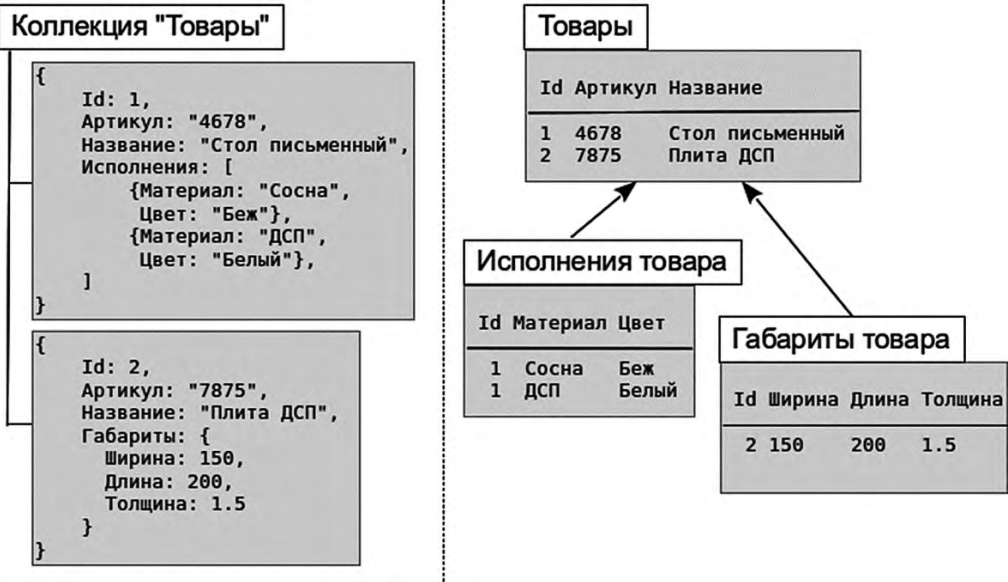 Коллекция "Товары"
{
Id: 1,
Артикул: "4678",
Название: "Стол письменный",
Исполнения: [
{Материал: "Сосна",
Цвет: "Беж"},
{Материал: "ДСП",
Цвет: "Белый"},
]
}
{
Id: 2,
Артикул: "7875",
Название: "Плита ДСП",
Габариты: {
Ширина: 150,
Длина: 200,
Толщина: 1.5
}
}
Товары
Id Артикул Название
1 4678 Стол письменный
2 7875 Плита ДСП
Исполнения товара
Id Материал Цвет
1 Сосна Беж
1 ДСП Белый
Габариты товара
Id Ширина Длина Толщина
2 150 200 1.5